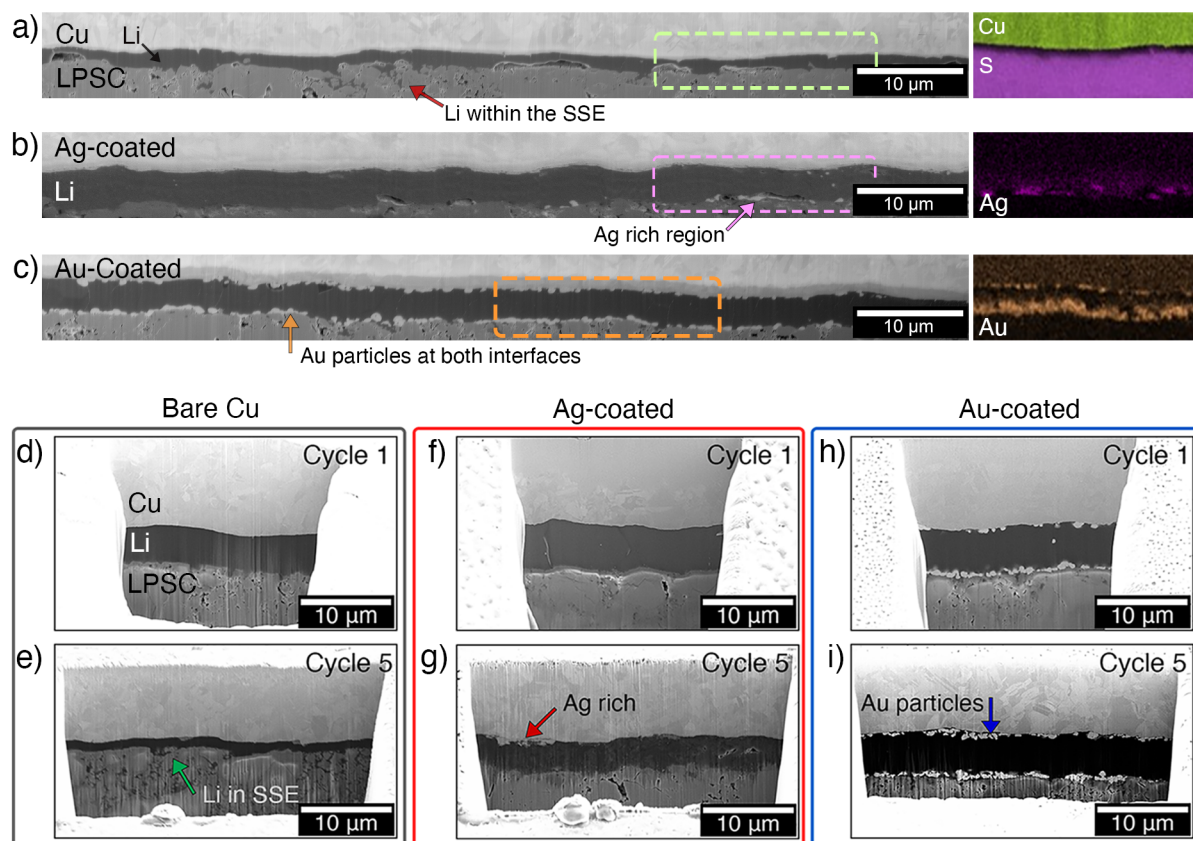 a)
Cu
Li
LPSC
10 µm
Li within the SSE
Cu
S
b)
Ag-coated
Li
10 µm
Ag rich region
Ag
c)
Au-Coated
10 µm
Au particles at both interfaces
Au
Bare Cu
Ag-coated
Au-coated
d)
Cycle 1
Cu
Li
LPSC
10 µm
f)
Cycle 1
10 µm
h)
Cycle 1
10 µm
e)
Cycle 5
Li in SSE
10 µm
g)
Cycle 5
Ag rich
10 µm
i)
Cycle 5
Au particles
10 µm